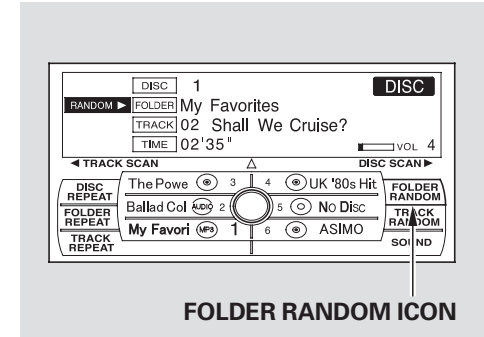 DISC 1 DISC
RANDOM ► FOLDER My Favorites
TRACK 02 Shall We Cruise?
TIME 02'35" VOL 4
◄ TRACK SCAN △ DISC SCAN ►
DISC REPEAT The Powe 3 4 UK '80s Hit FOLDER RANDOM
FOLDER REPEAT Ballad Col AUDIO 2 5 No Disc TRACK RANDOM
TRACK REPEAT My Favori MP3 1 6 ASIMO SOUND
FOLDER RANDOM ICON